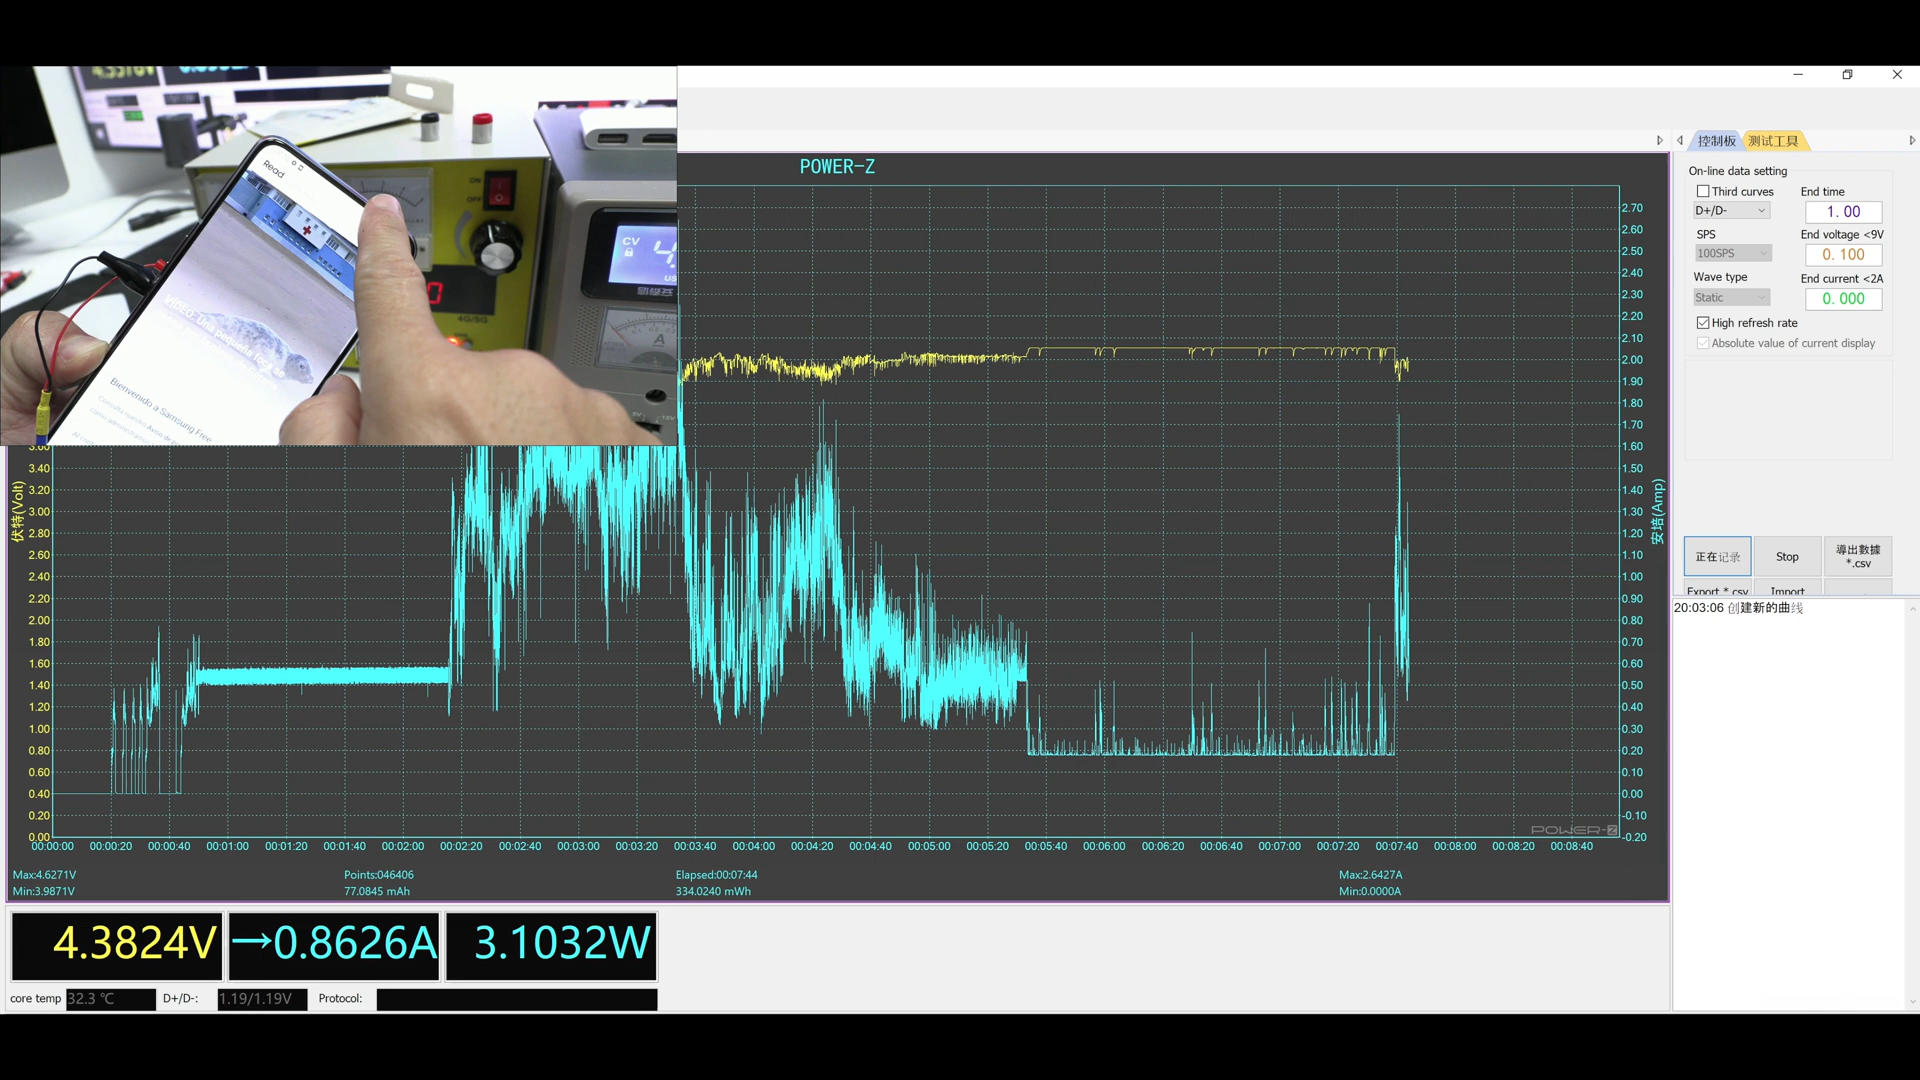 POWER-Z
控制板
测试工具
On-line data setting
Third curves
End time
D+/D-
1.00
SPS
End voltage <9V
100SPS
0.100
Wave type
End current <2A
Static
0.000
High refresh rate
Absolute value of current display
正在记录
Stop
導出數據
*.csv
Export *.csv
Import
20:03:06 创建新的曲线
Read
VIDEO: Una pequeña foca
Bienvenido a Samsung Free
ON
OFF
4G/5G
CV
A
伏特(Volt)
3.60
3.40
3.20
3.00
2.80
2.60
2.40
2.20
2.00
1.80
1.60
1.40
1.20
1.00
0.80
0.60
0.40
0.20
0.00
2.70
2.60
2.50
2.40
2.30
2.20
2.10
2.00
1.90
1.80
1.70
1.60
1.50
1.40
1.30
1.20
1.10
1.00
0.90
0.80
0.70
0.60
0.50
0.40
0.30
0.20
0.10
0.00
-0.10
-0.20
安培(Amp)
POWER-Z
00:00:00 00:00:20 00:00:40 00:01:00 00:01:20 00:01:40 00:02:00 00:02:20 00:02:40 00:03:00 00:03:20 00:03:40 00:04:00 00:04:20 00:04:40 00:05:00 00:05:20 00:05:40 00:06:00 00:06:20 00:06:40 00:07:00 00:07:20 00:07:40 00:08:00 00:08:20 00:08:40
Max:4.6271V Points:046406 Elapsed:00:07:44 Max:2.6427A
Min:3.9871V 77.0845 mAh 334.0240 mWh Min:0.0000A
4.3824V →0.8626A 3.1032W
core temp 32.3 ℃ D+/D-: 1.19/1.19V Protocol: